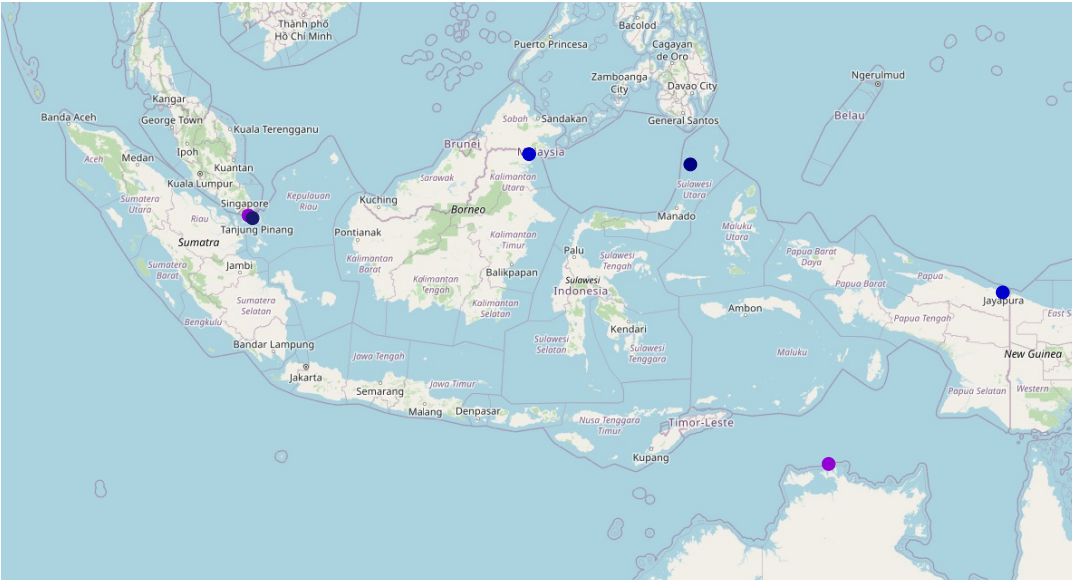 Thành phố
Hồ Chí Minh
Bacolod
Puerto Princesa
Cagayan
de Oro
Zamboanga
City
Davao City
Ngerulmud
Kangar
Banda Aceh
George Town
Kuala Terengganu
Sabah
Sandakan
General Santos
Belau
Ipoh
Brunei
Malaysia
Aceh
Medan
Kuantan
Kuala Lumpur
Sarawak
Kalimantan
Utara
Sulawesi
Utara
Sumatera
Utara
Kepulauan
Riau
Kuching
Singapore
Borneo
Manado
Riau
Tanjung Pinang
Pontianak
Maluku
Utara
Sumatra
Kalimantan
Timur
Palu
Papua Barat
Daya
Sumatera
Barat
Jambi
Kalimantan
Barat
Balikpapan
Sulawesi
Tengah
Papua
Kalimantan
Tengah
Sulawesi
Indonesia
Papua Barat
Sumatera
Selatan
Kalimantan
Selatan
Ambon
Jayapura
Bengkulu
Kendari
Papua Tengah
East S
Bandar Lampung
Sulawesi
Selatan
Sulawesi
Tenggara
Maluku
New Guinea
Jawa Tengah
Jakarta
Jawa Timur
Semarang
Papua Selatan
Western
Malang
Denpasar
Nusa Tenggara
Timur
Timor-Leste
Kupang